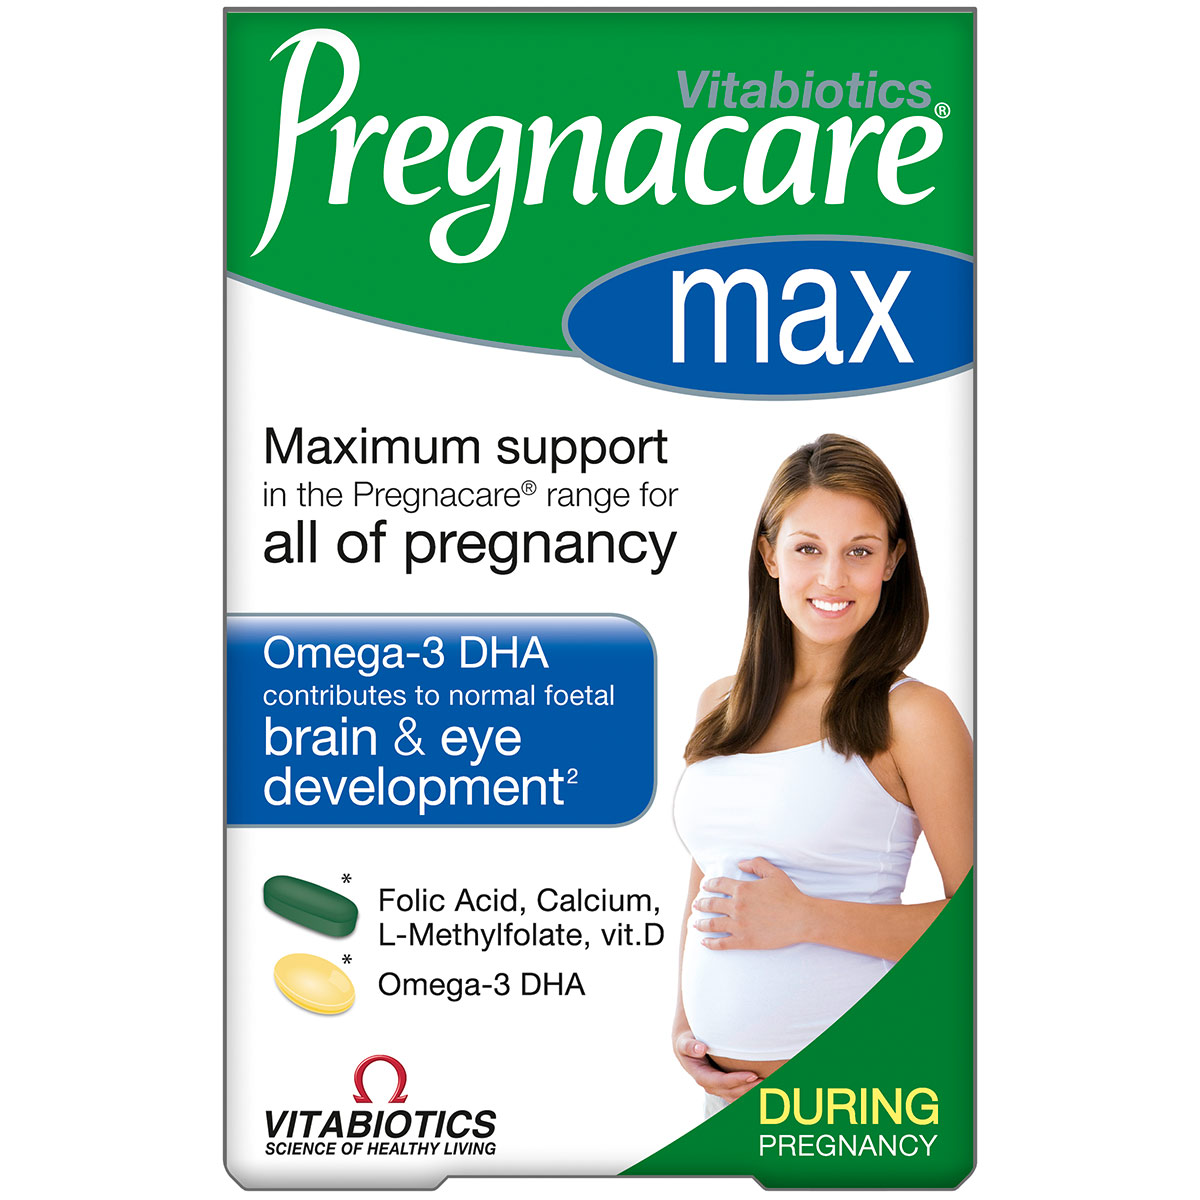 Vitabiotics
Pregnacare®
max
Maximum support
in the Pregnacare® range for
all of pregnancy
Omega-3 DHA
contributes to normal foetal
brain & eye
development²
*
Folic Acid, Calcium,
L-Methylfolate, vit.D
*
Omega-3 DHA
VITABIOTICS
SCIENCE OF HEALTHY LIVING
DURING
PREGNANCY